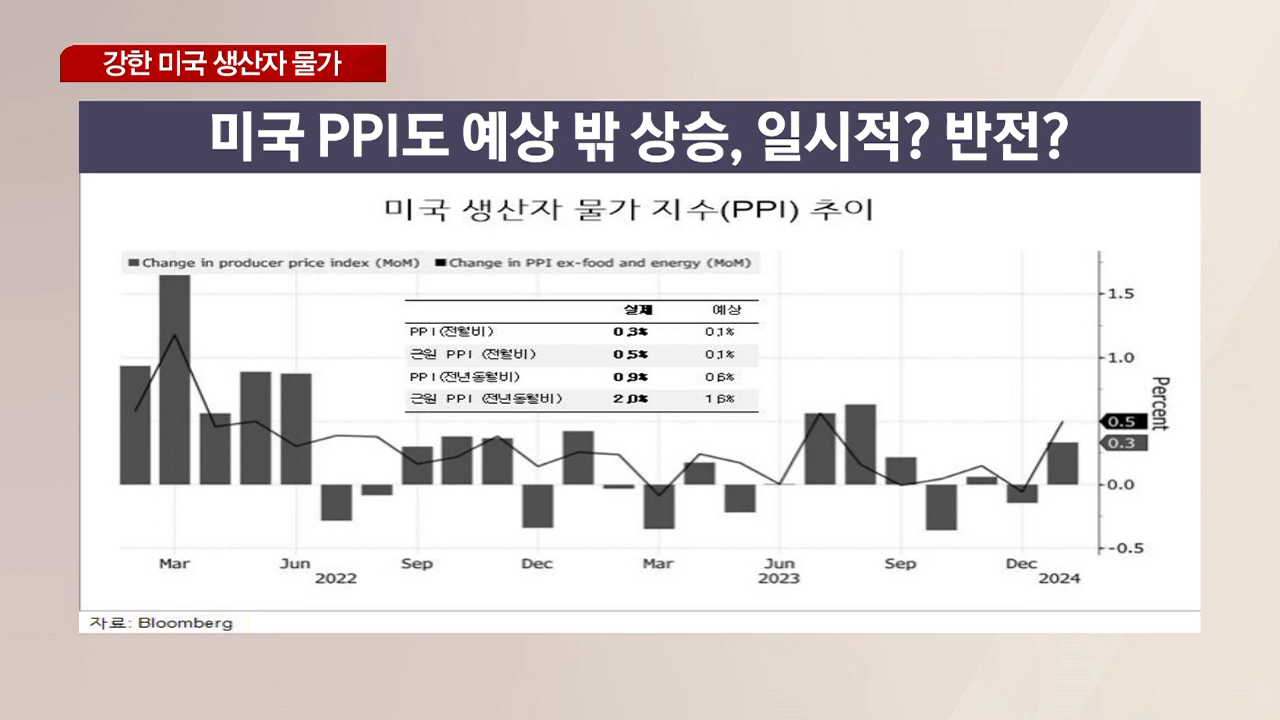 강한 미국 생산자 물가
미국 PPI도 예상 밖 상승, 일시적? 반전?
미국 생산자 물가 지수(PPI) 추이
■Change in producer price index (MoM) ■Change in PPI ex-food and energy (MoM)
실제 예상
PPI(전월비) 0.3% 0.1%
근원 PPI (전월비) 0.5% 0.1%
PPI(전년동월비) 0.9% 0.6%
근원 PPI (전년동월비) 2.0% 1.6%
1.5
1.0
0.5
0.3
0.0
-0.5
Percent
Mar Jun Sep Dec Mar Jun Sep Dec
2022 2023 2024
자료: Bloomberg